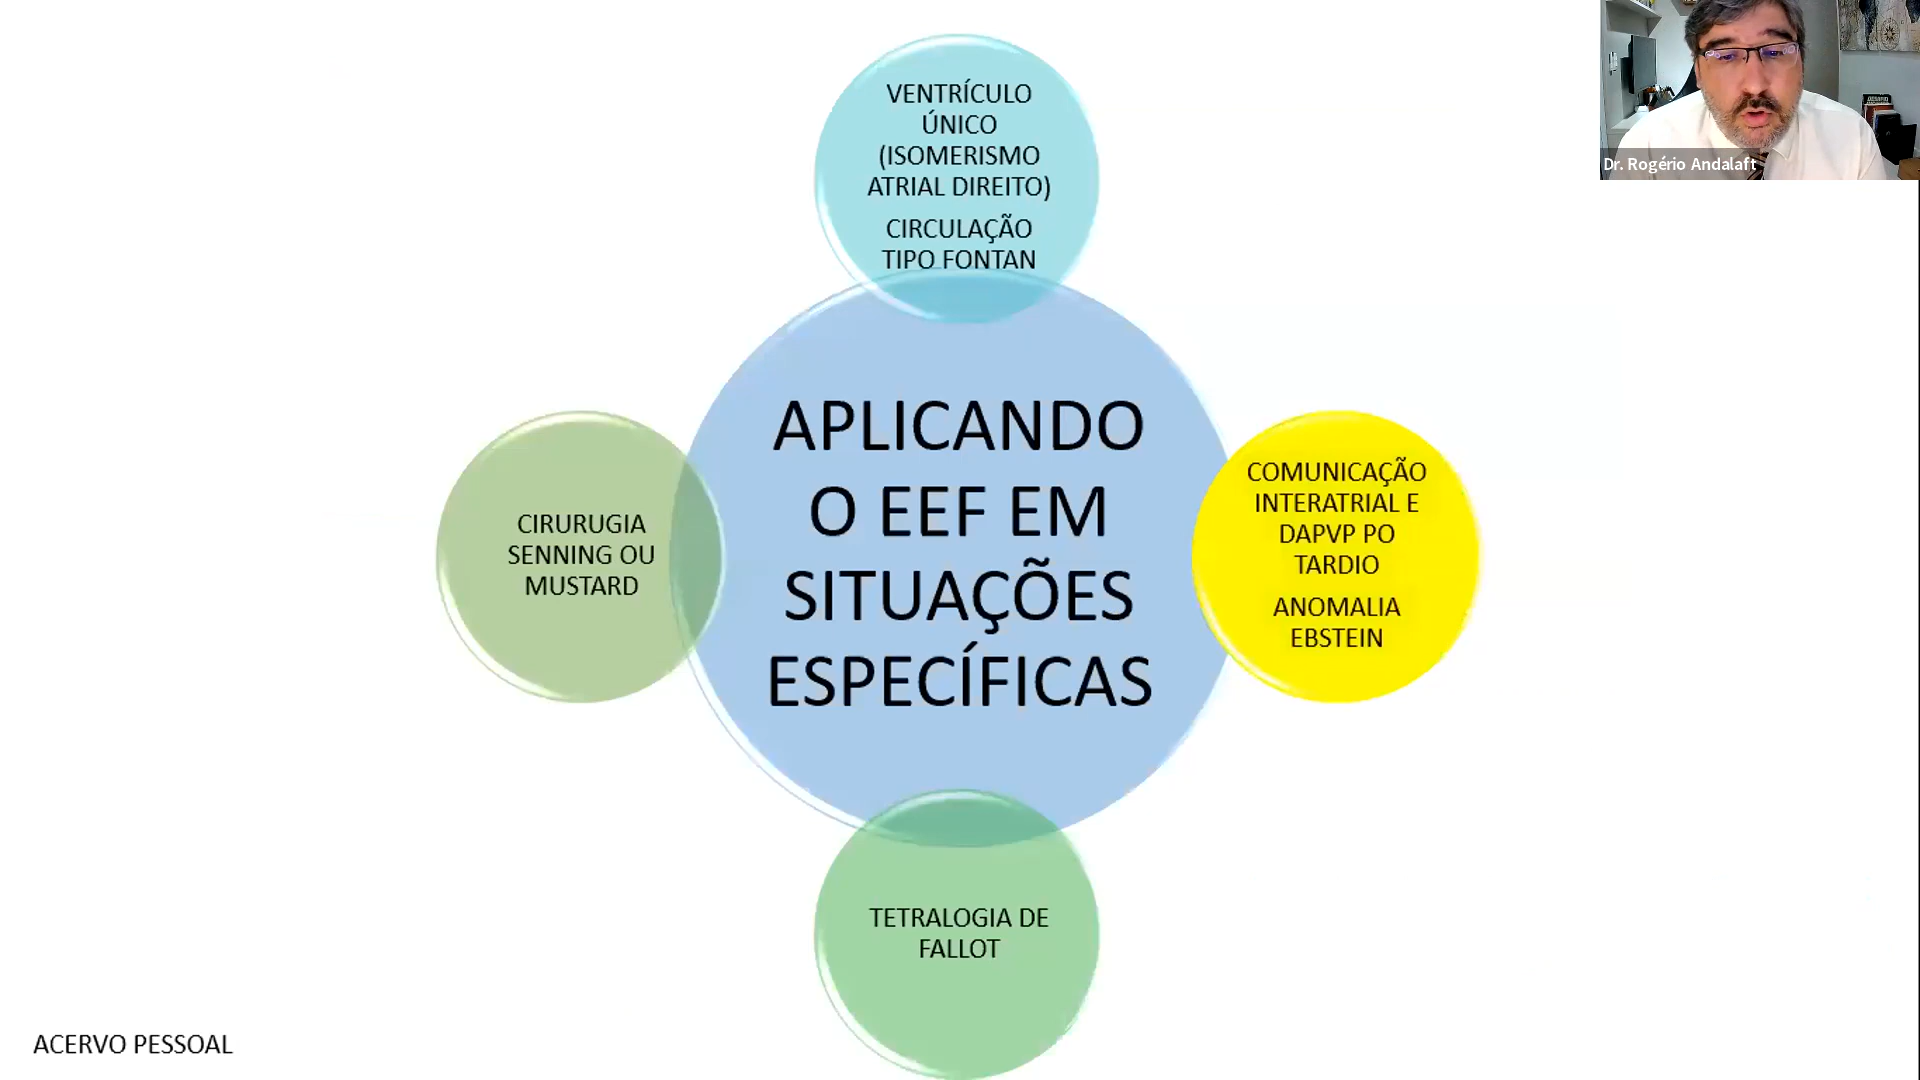 VENTRÍCULO
ÚNICO
(ISOMERISMO
ATRIAL DIREITO)
CIRCULAÇÃO
TIPO FONTAN
Dr. Rogério Andalaft
APLICANDO
O EEF EM
SITUAÇÕES
ESPECÍFICAS
CIRURUGIA
SENNING OU
MUSTARD
COMUNICAÇÃO
INTERATRIAL E
DAPVP PO
TARDIO
ANOMALIA
EBSTEIN
TETRALOGIA DE
FALLOT
ACERVO PESSOAL